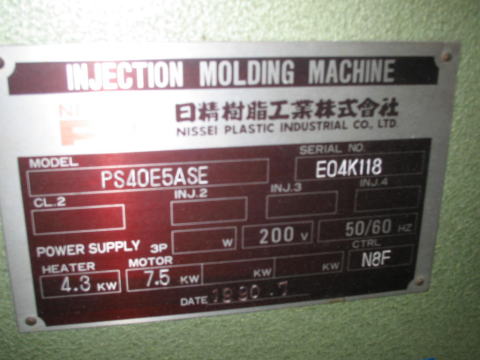 INJECTION MOLDING MACHINE
日精樹脂工業株式會社
NISSEI PLASTIC INDUSTRIAL CO., LTD.
MODEL PS40E5ASE
SERIAL NO. E04K118
CL.2 INJ.2 INJ.3 INJ.4
POWER SUPPLY 3P W 200 V 50/60 HZ
HEATER 4.3 KW MOTOR 7.5 KW KW KW CTRL N8F
DATE 1990.7